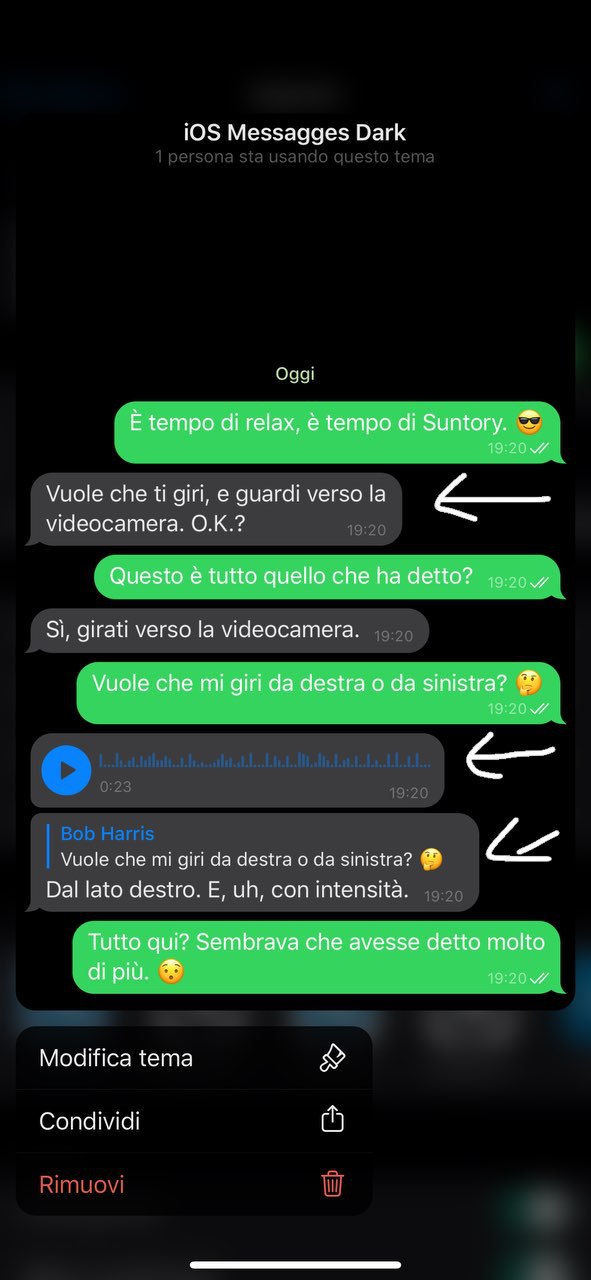 iOS Messagges Dark
1 persona sta usando questo tema
Oggi
È tempo di relax, è tempo di Suntory. 😎
19:20
Vuole che ti giri, e guardi verso la
videocamera. O.K.? 19:20
Questo è tutto quello che ha detto? 19:20
Sì, girati verso la videocamera. 19:20
Vuole che mi giri da destra o da sinistra? 🤔
19:20
0:23 19:20
Bob Harris
Vuole che mi giri da destra o da sinistra? 🤔
Dal lato destro. E, uh, con intensità. 19:20
Tutto qui? Sembrava che avesse detto molto
di più. 😯 19:20
Modifica tema
Condividi
Rimuovi